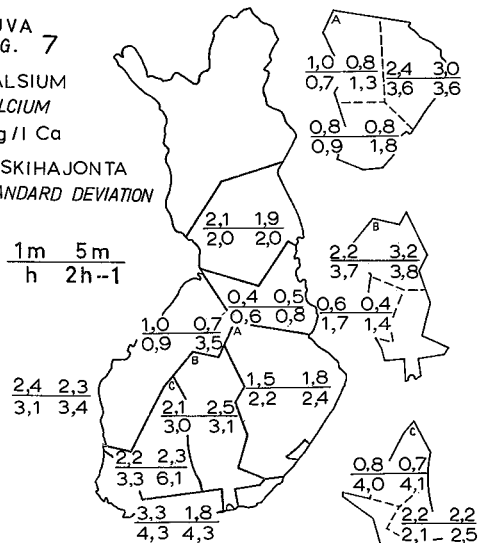 UVA
G. 7
ALSIUM
LCIUM
g/l Ca
SKIHAJONTA
ANDARD DEVIATION
1m 5m
h 2h--1
A
1,0 0,8 2,4 3,0
0,7 1,3 3,6 3,6
0,8 0,8
0,9 1,8
2,1 1,9
2,0 2,0
B
2,2 3,2
3,7 3,8
0,6 0,4
1,7 1,4
0,4 0,5
0,6 0,8
A
1,0 0,7
0,9 3,5
B
1,5 1,8
2,2 2,4
2,4 2,3
3,1 3,4
C
2,1 2,5
3,0 3,1
2,2 2,3
3,3 6,1
3,3 1,8
4,3 4,3
C
0,8 0,7
4,0 4,1
2,2 2,2
2,1 2,5